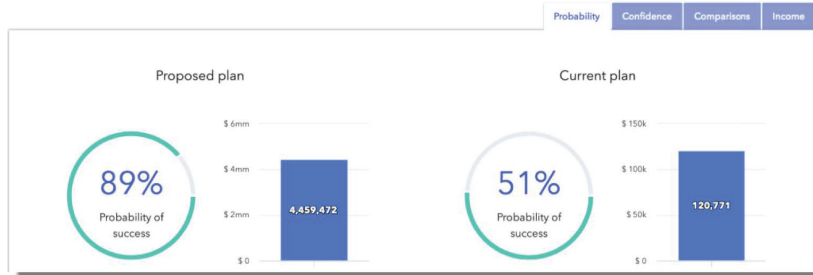 Probability
Confidence
Comparisons
Income
Proposed plan
89%
Probability of
success
$ 6mm
$ 4mm
$ 2mm
$ 0
4,459,472
Current plan
51%
Probability of
success
$ 150k
$ 100k
$ 50k
$ 0
120,771